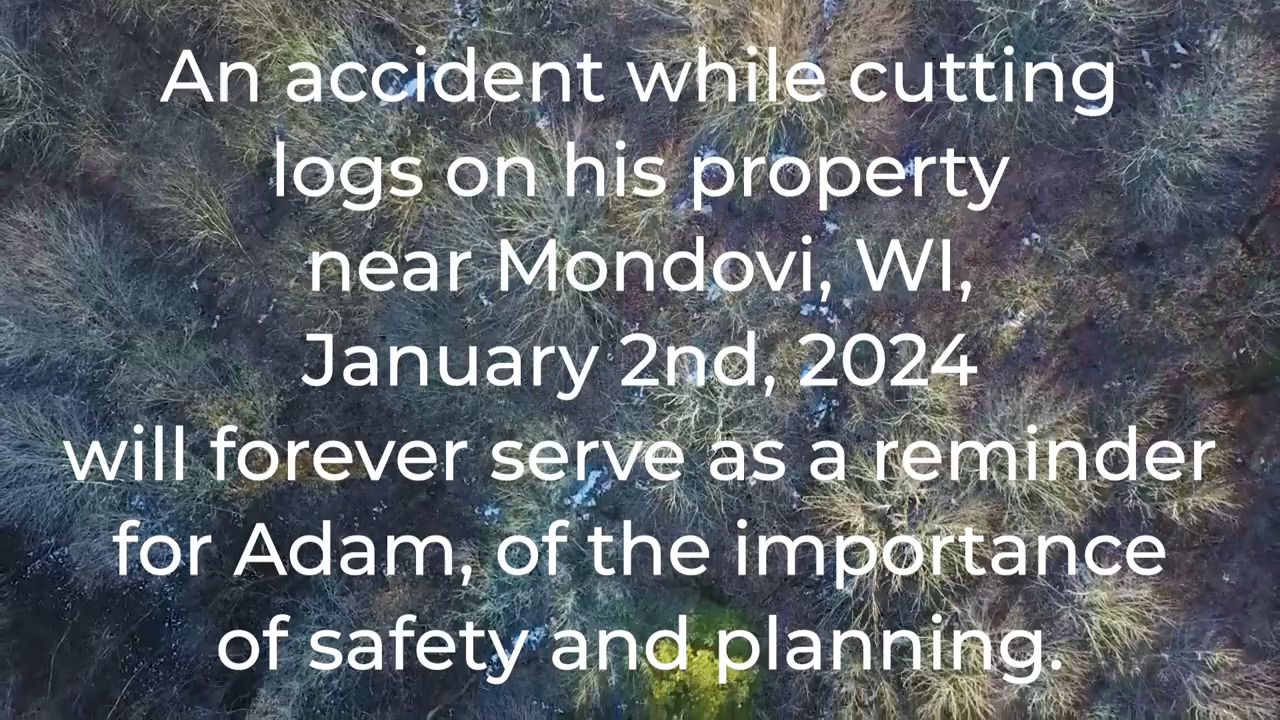 An accident while cutting
logs on his property
near Mondovi, WI,
January 2nd, 2024
will forever serve as a reminder
for Adam, of the importance
of safety and planning.